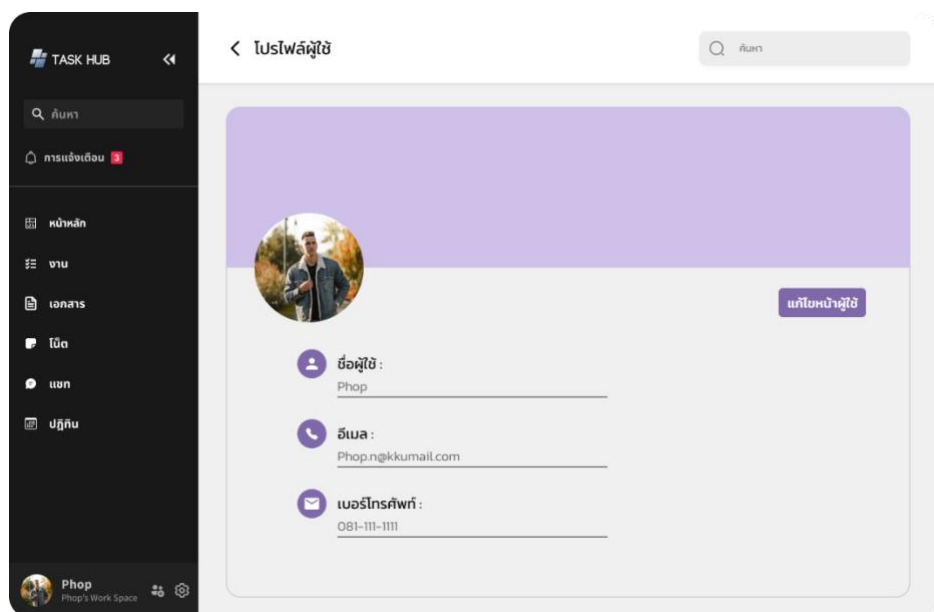 TASK HUB
ค้นหา
การแจ้งเตือน 3
หน้าหลัก
งาน
เอกสาร
โน็ต
แชท
ปฏิทิน
Phop
Phop's Work Space
โปรไฟล์ผู้ใช้
ค้นหา
แก้ไขหน้าผู้ใช้
ชื่อผู้ใช้ :
Phop
อีเมล :
Phop.n@kkumail.com
เบอร์โทรศัพท์ :
081-111-1111